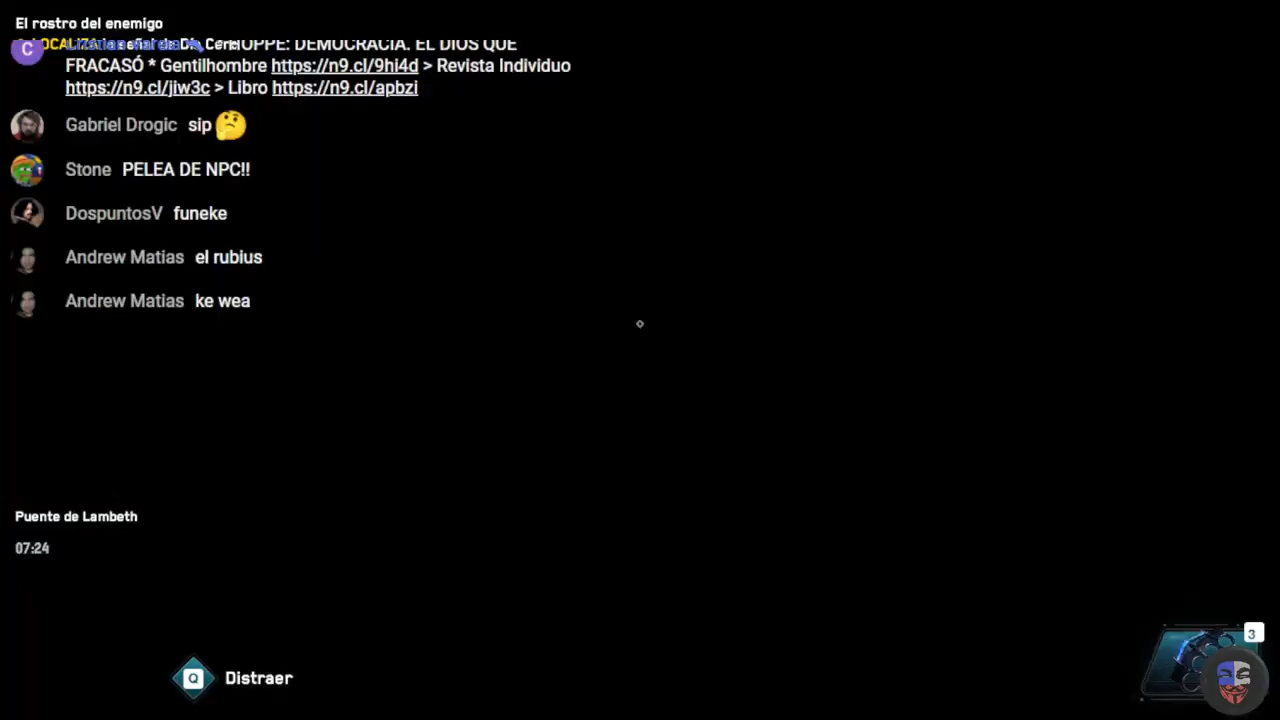 El rostro del enemigo
HOPPE: DEMOCRACIA. EL DIOS QUE
FRACASÓ * Gentilhombre https://n9.cl/9hi4d > Revista Individuo
https://n9.cl/jiw3c > Libro https://n9.cl/apbzi
Gabriel Drogic sip 🤔
Stone PELEA DE NPC!!
DospuntosV funeke
Andrew Matias el rubius
Andrew Matias ke wea
Puente de Lambeth
07:24
Q Distraer
3